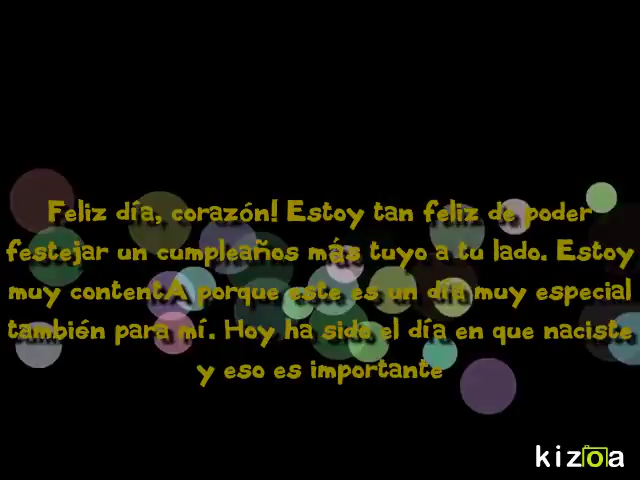 Feliz día, corazón! Estoy tan feliz de poder
festejar un cumpleaños más tuyo a tu lado. Estoy
muy contentA porque este es un día muy especial
también para mí. Hoy ha sido el día en que naciste
y eso es importante
kizoa